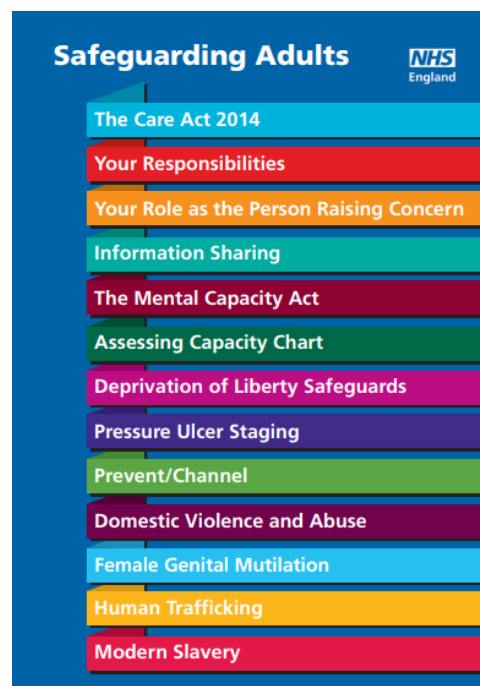 Safeguarding Adults
NHS
England
The Care Act 2014
Your Responsibilities
Your Role as the Person Raising Concern
Information Sharing
The Mental Capacity Act
Assessing Capacity Chart
Deprivation of Liberty Safeguards
Pressure Ulcer Staging
Prevent/Channel
Domestic Violence and Abuse
Female Genital Mutilation
Human Trafficking
Modern Slavery